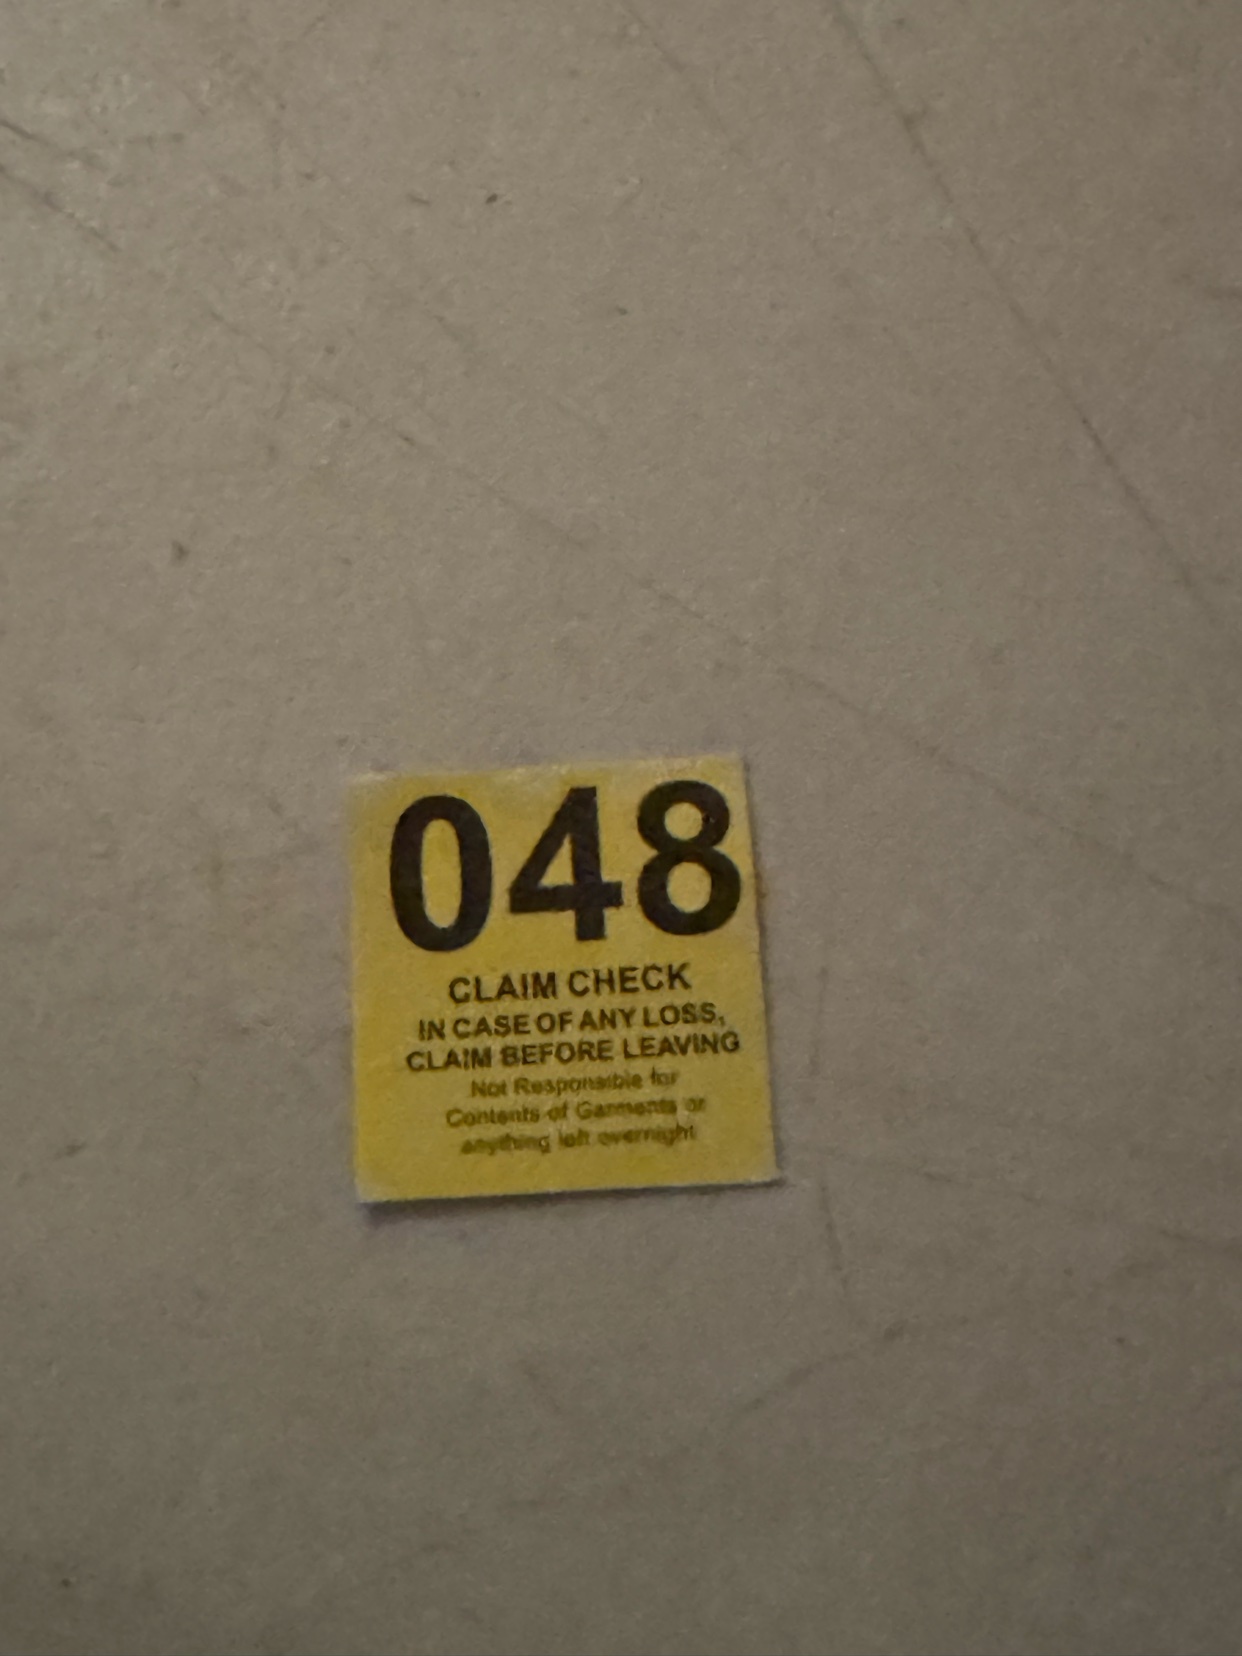 048
CLAIM CHECK
IN CASE OF ANY LOSS,
CLAIM BEFORE LEAVING
Not Responsible for
Contents of Garments or
anything left overnight